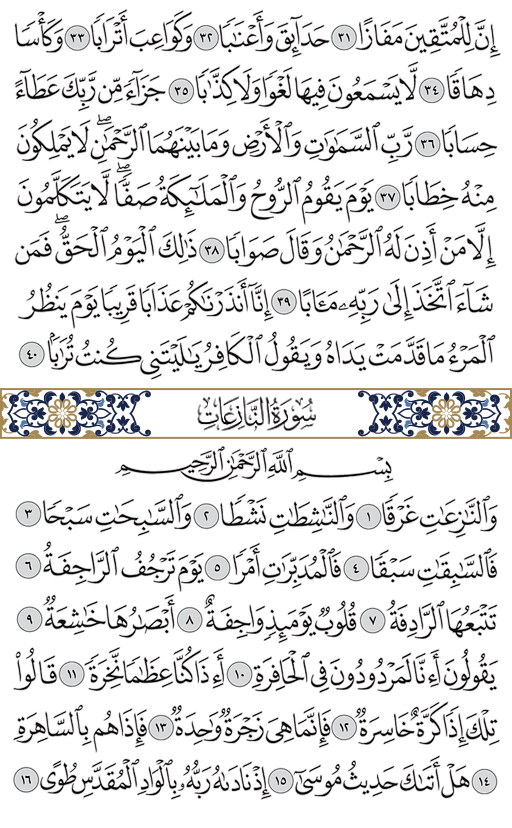 إِنَّ لِلْمُتَّقِينَ مَفَازًا ٣١ حَدَآئِقَ وَأَعْنَٰبًا ٣٢ وَكَوَاعِبَ أَتْرَابًا ٣٣ وَكَأْسًا
دِهَاقًا ٣٤ لَّا يَسْمَعُونَ فِيهَا لَغْوًا وَلَا كِذَّٰبًا ٣٥ جَزَآءً مِّن رَّبِّكَ عَطَآءً
حِسَابًا ٣٦ رَّبِّ ٱلسَّمَٰوَٰتِ وَٱلْأَرْضِ وَمَا بَيْنَهُمَا ٱلرَّحْمَٰنِۖ لَا يَمْلِكُونَ
مِنْهُ خِطَابًا ٣٧ يَوْمَ يَقُومُ ٱلرُّوحُ وَٱلْمَلَٰٓئِكَةُ صَفًّاۖ لَّا يَتَكَلَّمُونَ
إِلَّا مَنْ أَذِنَ لَهُ ٱلرَّحْمَٰنُ وَقَالَ صَوَابًا ٣٨ ذَٰلِكَ ٱلْيَوْمُ ٱلْحَقُّۖ فَمَن
شَآءَ ٱتَّخَذَ إِلَىٰ رَبِّهِۦ مَـَٔابًا ٣٩ إِنَّآ أَنذَرْنَٰكُمْ عَذَابًا قَرِيبًا يَوْمَ يَنظُرُ
ٱلْمَرْءُ مَا قَدَّمَتْ يَدَاهُ وَيَقُولُ ٱلْكَافِرُ يَٰلَيْتَنِى كُنتُ تُرَٰبًۢا ٤٠
سُورَةُ النَّازِعَاتِ
بِسْمِ ٱللَّهِ ٱلرَّحْمَٰنِ ٱلرَّحِيمِ
وَٱلنَّٰزِعَٰتِ غَرْقًا ١ وَٱلنَّٰشِطَٰتِ نَشْطًا ٢ وَٱلسَّٰبِحَٰتِ سَبْحًا ٣
فَٱلسَّٰبِقَٰتِ سَبْقًا ٤ فَٱلْمُدَبِّرَٰتِ أَمْرًا ٥ يَوْمَ تَرْجُفُ ٱلرَّاجِفَةُ ٦
تَتْبَعُهَا ٱلرَّادِفَةُ ٧ قُلُوبٌ يَوْمَئِذٍ وَاجِفَةٌ ٨ أَبْصَٰرُهَا خَٰشِعَةٌ ٩
يَقُولُونَ أَءِنَّا لَمَرْدُودُونَ فِى ٱلْحَافِرَةِ ١٠ أَءِذَا كُنَّا عِظَٰمًا نَّخِرَةً ١١ قَالُوا۟
تِلْكَ إِذًا كَرَّةٌ خَاسِرَةٌ ١٢ فَإِنَّمَا هِىَ زَجْرَةٌ وَٰحِدَةٌ ١٣ فَإِذَا هُم بِٱلسَّاهِرَةِ
١٤ هَلْ أَتَىٰكَ حَدِيثُ مُوسَىٰٓ ١٥ إِذْ نَادَىٰهُ رَبُّهُۥ بِٱلْوَادِ ٱلْمُقَدَّسِ طُوًى ١٦